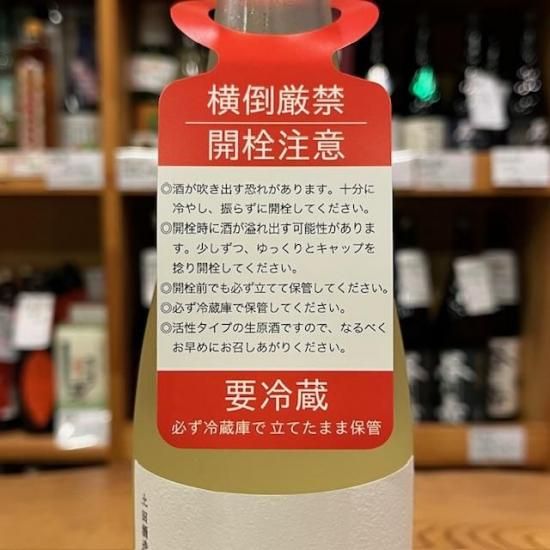 横倒厳禁
開栓注意
◎酒が吹き出す恐れがあります。十分に
冷やし、振らずに開栓してください。
◎開栓時に酒が溢れ出す可能性がありま
す。少しずつ、ゆっくりとキャップを
捻り開栓してください。
◎開栓前でも必ず立てて保管してください。
◎必ず冷蔵庫で保管してください。
◎活性タイプの生原酒ですので、なるべく
お早めにお召しあがりください。
要冷蔵
必ず冷蔵庫で 立てたまま保管